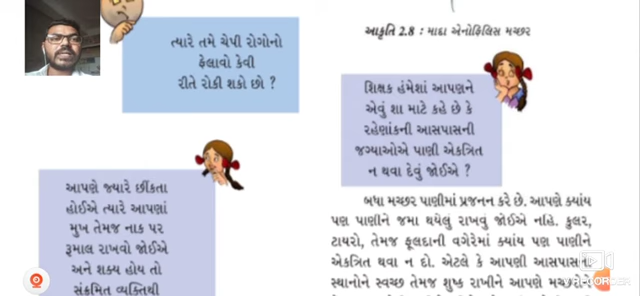 ત્યારે તમે ચેપી રોગોનો
ફેલાવો કેવી
રીતે રોકી શકો છો ?
આપણે જ્યારે છીંકતા
હોઈએ ત્યારે આપણાં
મુખ તેમજ નાક પર
રૂમાલ રાખવો જોઈએ
અને શક્ય હોય તો
સંક્રમિત વ્યક્તિથી
આકૃતિ 2.8 : માદા એનોફિલિસ મચ્છર
શિક્ષક હંમેશાં આપણને
એવું શા માટે કહે છે કે
રહેણાંકની આસપાસની
જગ્યાઓએ પાણી એકત્રિત
ન થવા દેવું જોઈએ ?
બધા મચ્છર પાણીમાં પ્રજનન કરે છે. આપણે ક્યાંય
પણ પાણીને જમા થયેલું રાખવું જોઈએ નહિ. કુલર,
ટાયરો, તેમજ ફૂલદાની વગેરેમાં ક્યાંય પણ પાણીને
એકત્રિત થવા ન દો. એટલે કે આપણી આસપાસનાં
સ્થાનોને સ્વચ્છ તેમજ શુષ્ક રાખીને આપણે મચ્છરોને